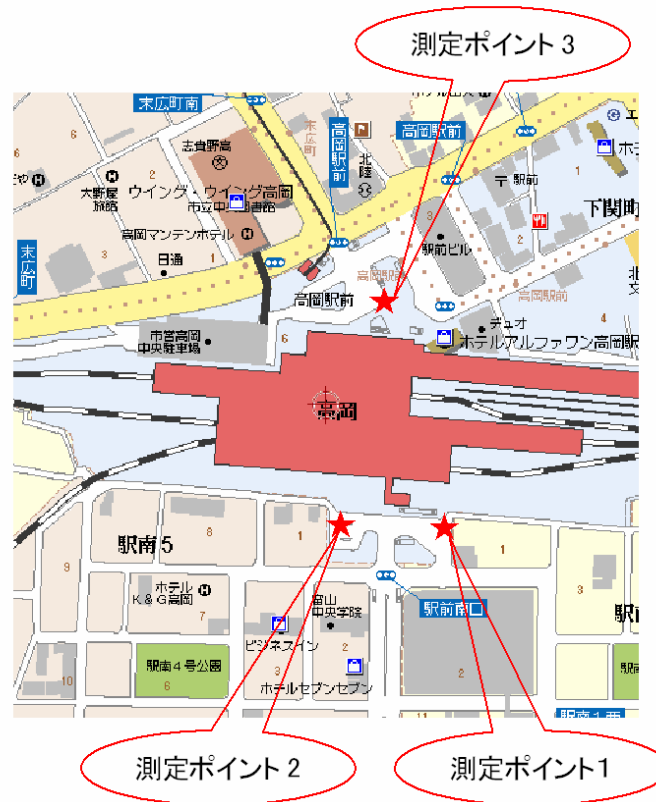 測定ポイント 3
末広町南
高岡駅前
高岡駅前
末広町
志貴野高
北陸
〒駅前
ホ
大野屋
旅館
ウイング・ウイング高岡
市立中央図書館
下関町
高岡マンテンホテル
駅前ビル
末広町
日通
高岡駅前
高岡駅前
デュオ
市営高岡
中央駐車場
ホテルアルファワン高岡駅
高岡
駅南5
ホテル
K&G高岡
富山
中央学院
駅前南口
ビジネスイン
駅南4号公園
ホテルセブンセブン
測定ポイント 2
測定ポイント1